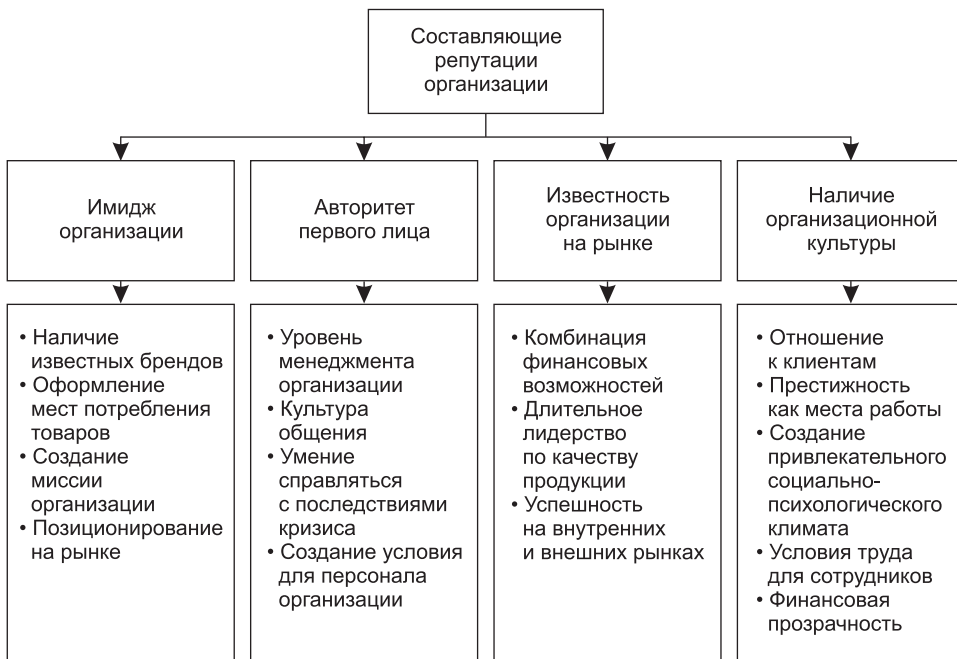 Составляющие
репутации
организации
Имидж
организации
Авторитет
первого лица
Известность
организации
на рынке
Наличие
организационной
культуры
• Наличие
известных брендов
• Оформление
мест потребления
товаров
• Создание
миссии
организации
• Позиционирование
на рынке
• Уровень
менеджмента
организации
• Культура
общения
• Умение
справляться
с последствиями
кризиса
• Создание условия
для персонала
организации
• Комбинация
финансовых
возможностей
• Длительное
лидерство
по качеству
продукции
• Успешность
на внутренних
и внешних рынках
• Отношение
к клиентам
• Престижность
как места работы
• Создание
привлекательного
социально-
психологического
климата
• Условия труда
для сотрудников
• Финансовая
прозрачность